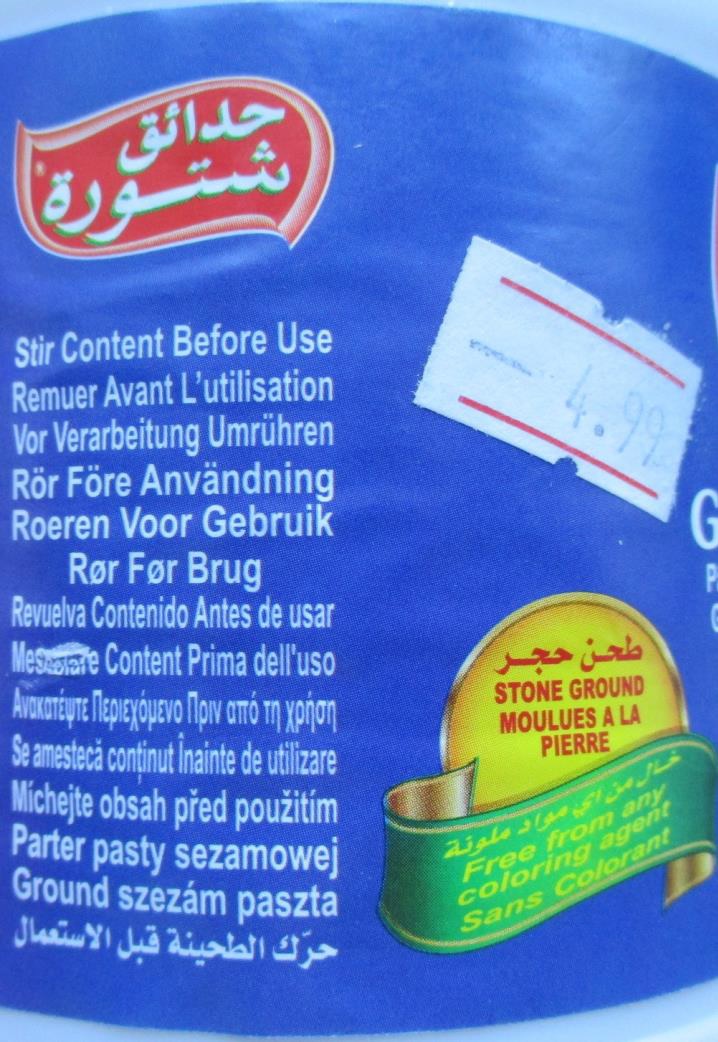 حدائق
شتورة
Stir Content Before Use
Remuer Avant L'utilisation
Vor Verarbeitung Umrühren
Rör Före Användning
Roeren Voor Gebruik
Rør Før Brug
Revuelva Contenido Antes de usar
Content Prima dell'uso
Ανακατέψτε Περιεχόμενο Πριν από τη χρήση
Se amestecă conținut Înainte de utilizare
Míchejte obsah před použitím
Parter pasty sezamowej
Ground szezám paszta
حرّك الطحينة قبل الاستعمال
4.99
طحن حجر
STONE GROUND
MOULUES A LA
PIERRE
خال من اي مواد ملونة
Free from any
coloring agent
Sans Colorant